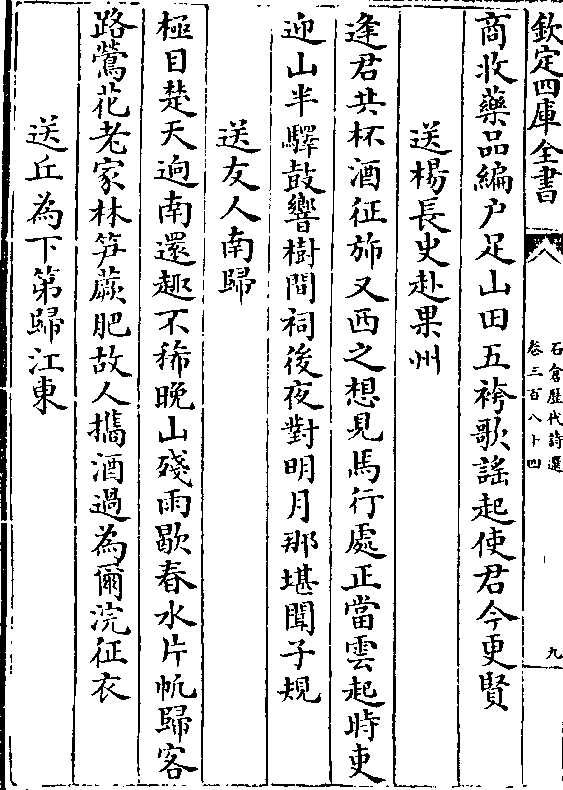 欽定四庫全書
石倉歷代詩選
卷三百八十四
九
商收藥品編户足山田五袴歌謡起使君今更賢
送楊長史赴果州
逢君共杯酒征斾又西之想見馬行處正當雲起時吏
迎山半驛鼓響樹間祠後夜對明月那堪聞子規
送友人南歸
極目楚天逈南還趣不稀晚山殘雨歇春水片帆歸客
路鶯花老家林笋蕨肥故人攜酒過為爾浣征衣
送丘為下第歸江東